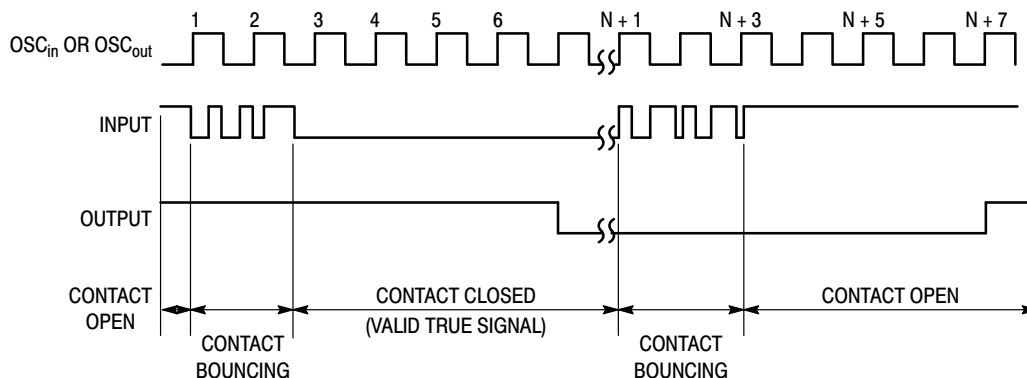 1 2 3 4 5 6 N + 1 N + 3 N + 5 N + 7
OSCin OR OSCout
INPUT
OUTPUT
CONTACT
OPEN
CONTACT
BOUNCING
CONTACT CLOSED
(VALID TRUE SIGNAL)
CONTACT
BOUNCING
CONTACT OPEN